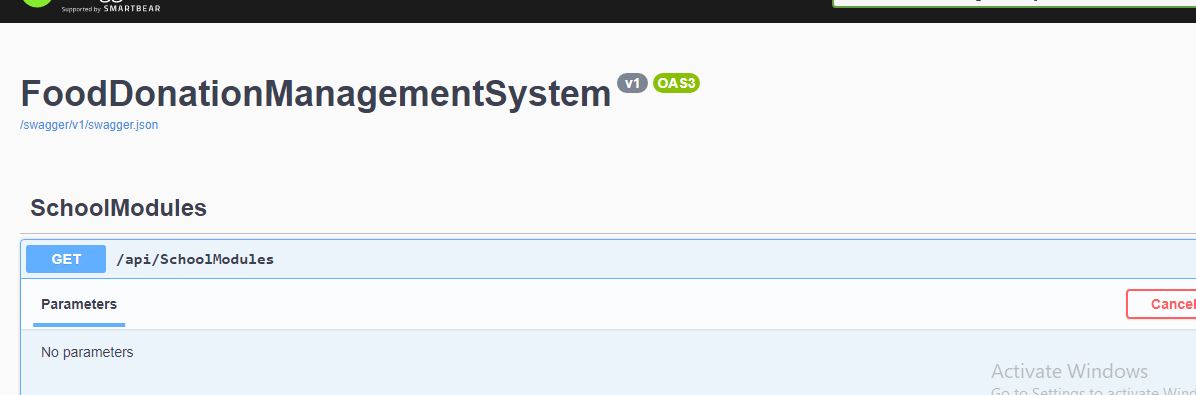 Supported by SMARTBEAR
FoodDonationManagementSystem v1 OAS3
/swagger/v1/swagger.json
SchoolModules
GET /api/SchoolModules
Parameters
Cancel
No parameters
Activate Windows
Go to Settings to activate Wind